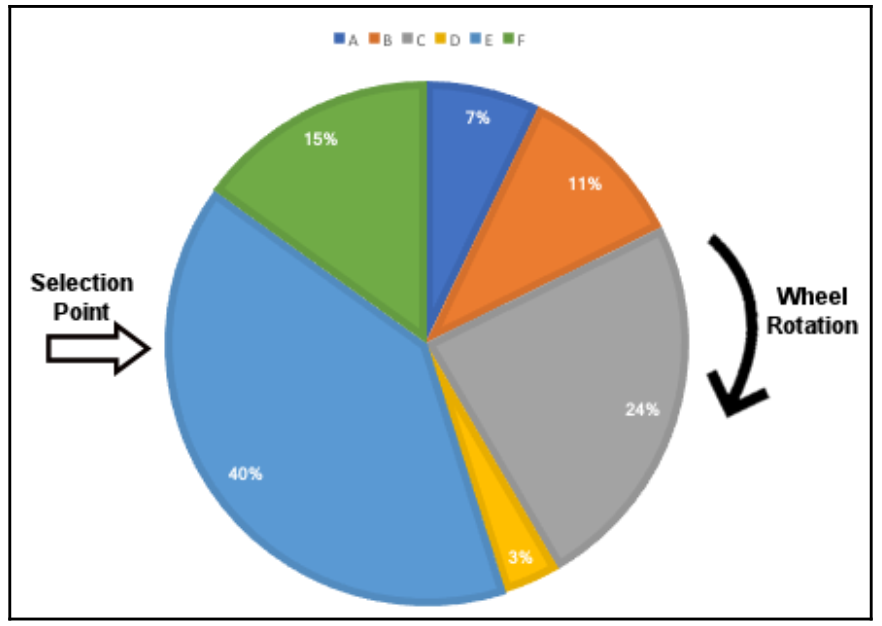 A B C D E F
7%
15%
11%
Selection
Point
Wheel
Rotation
24%
40%
3%